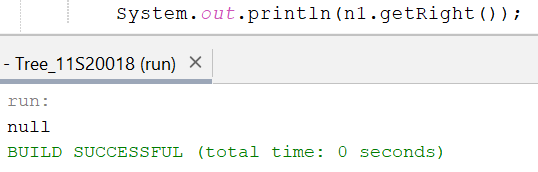 System.out.println(n1.getRight());
- Tree_11S20018 (run) ×
run:
null
BUILD SUCCESSFUL (total time: 0 seconds)